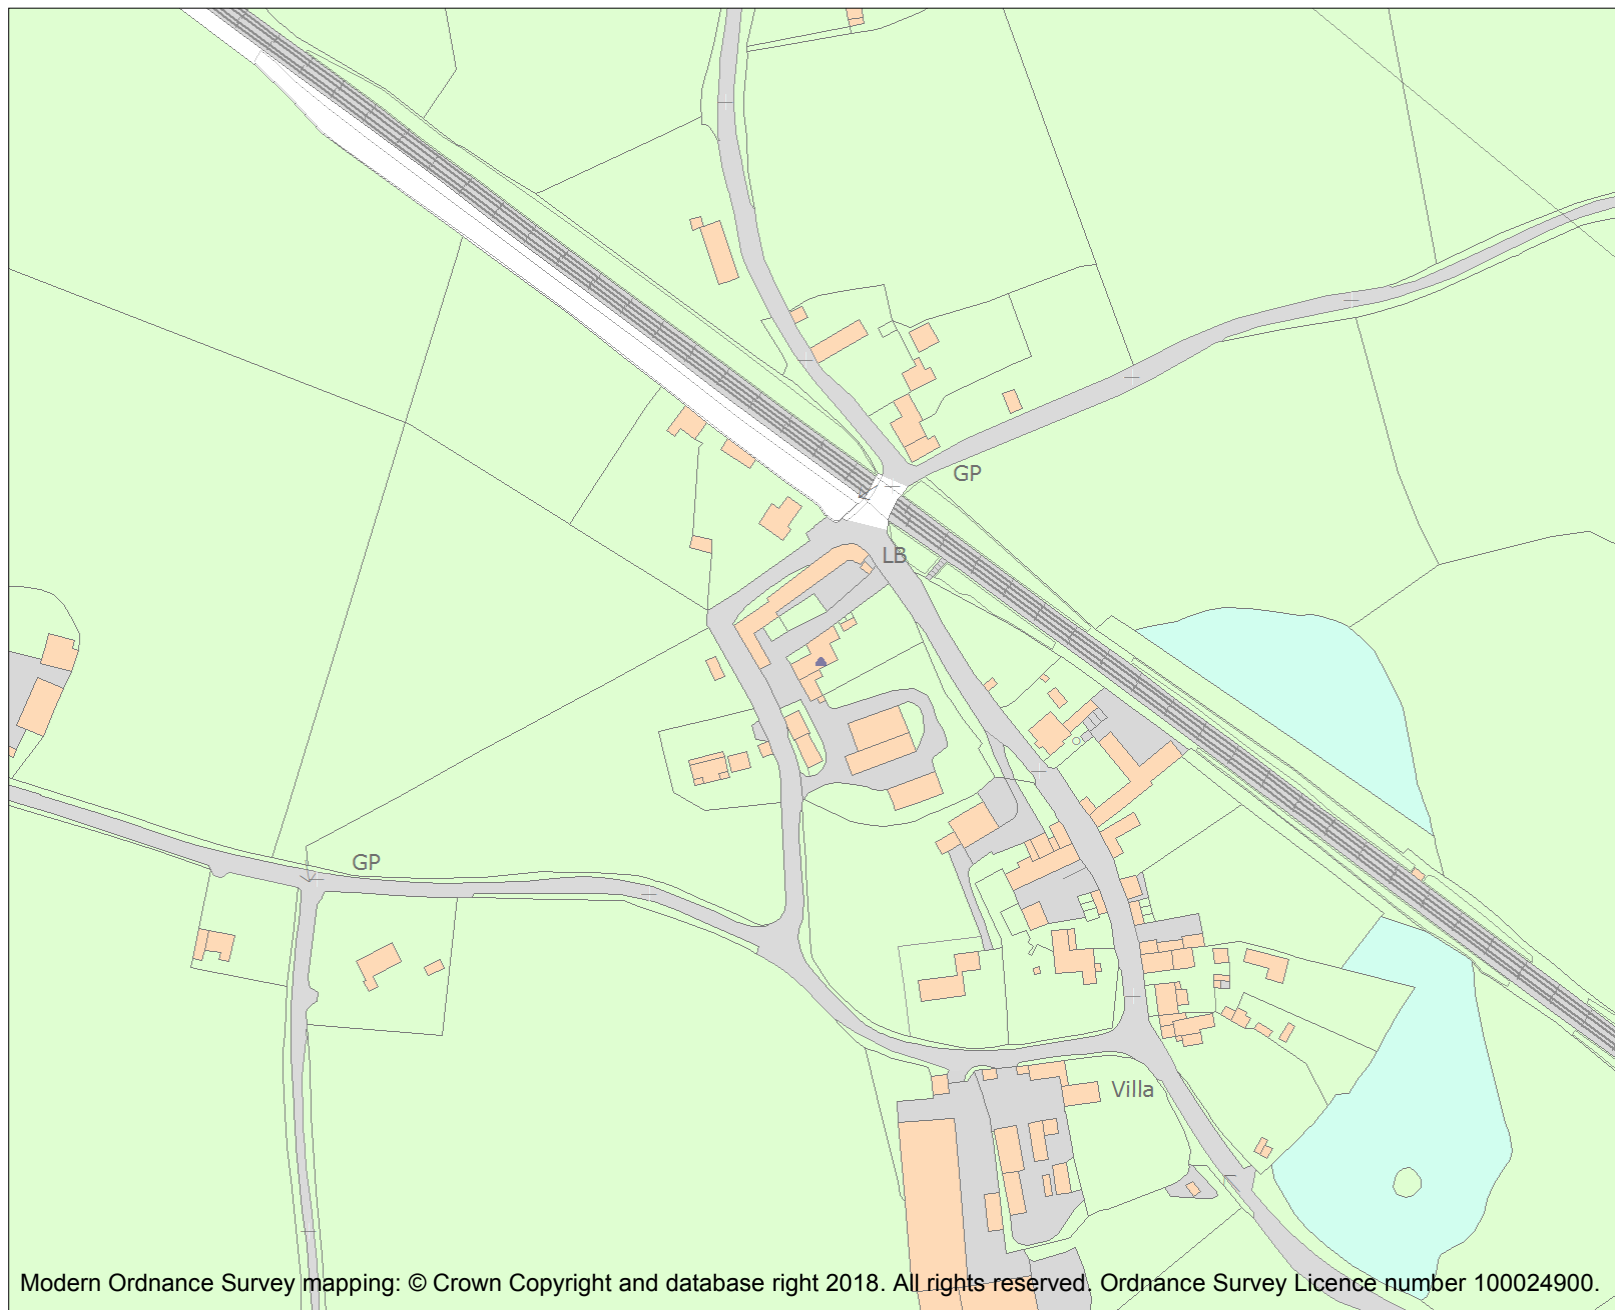 GP
LB
GP
Villa
Modern Ordnance Survey mapping: © Crown Copyright and database right 2018. All rights reserved. Ordnance Survey Licence number 100024900.